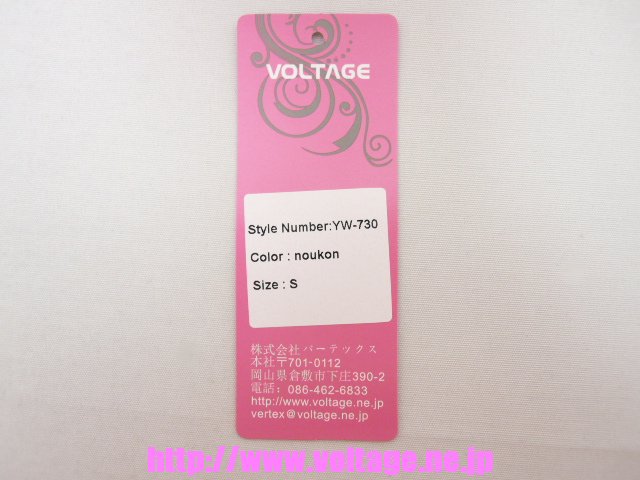 VOLTAGE
Style Number:YW-730
Color : noukon
Size : S
株式会社バーテックス
本社〒701-0112
岡山県倉敷市下庄390-2
電話： 086-462-6833
http://www.voltage.ne.jp
vertex@voltage.ne.jp
http://www.voltage.ne.jp